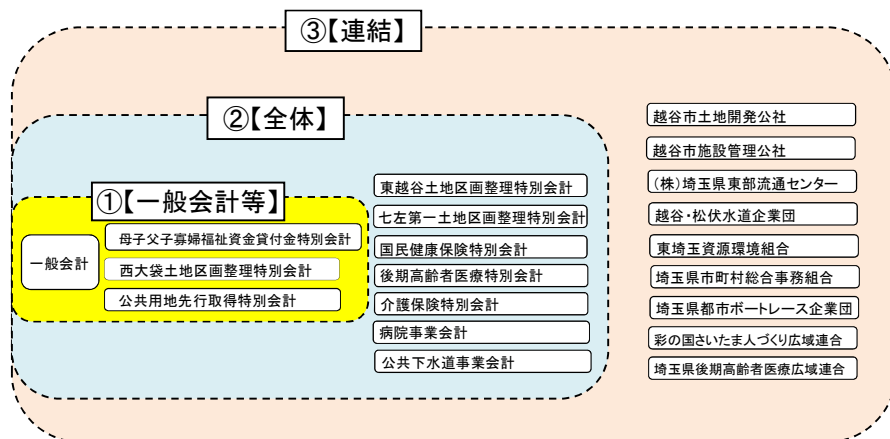 ③【連結】
②【全体】
①【一般会計等】
一般会計
母子父子寡婦福祉資金貸付金特別会計
西大袋土地区画整理特別会計
公共用地先行取得特別会計
東越谷土地区画整理特別会計
七左第一土地区画整理特別会計
国民健康保険特別会計
後期高齢者医療特別会計
介護保険特別会計
病院事業会計
公共下水道事業会計
越谷市土地開発公社
越谷市施設管理公社
(株)埼玉県東部流通センター
越谷・松伏水道企業団
東埼玉資源環境組合
埼玉県市町村総合事務組合
埼玉県都市ボートレース企業団
彩の国さいたま人づくり広域連合
埼玉県後期高齢者医療広域連合